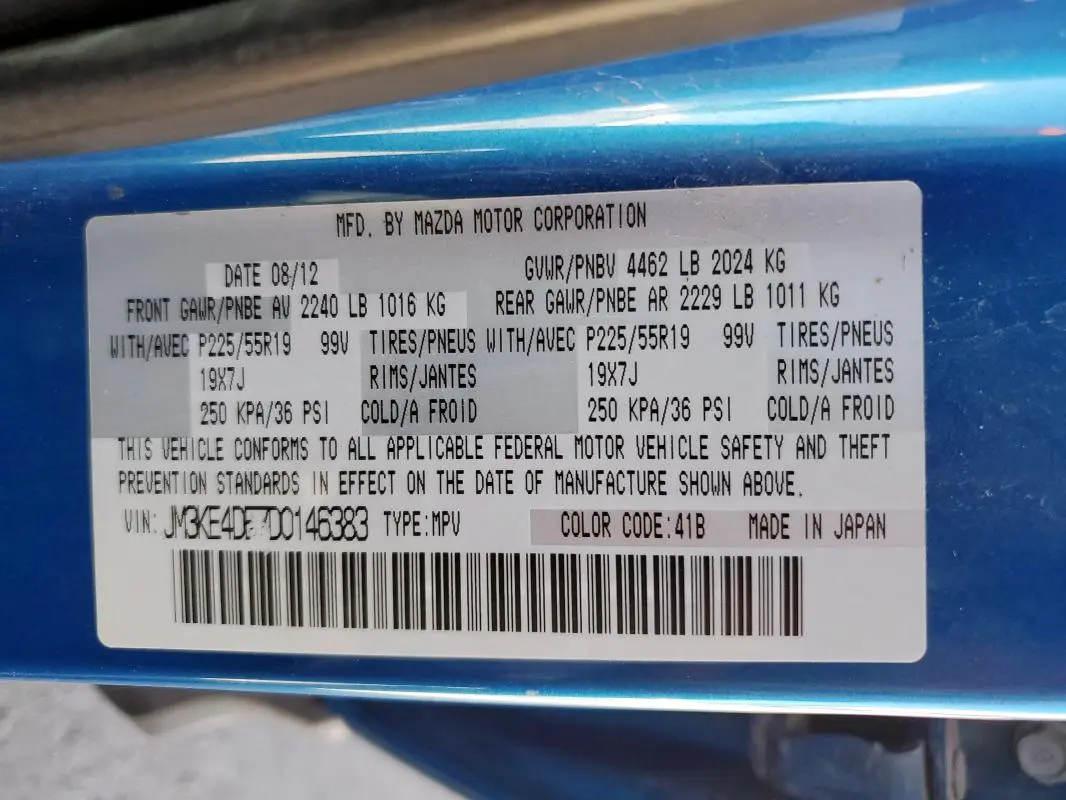 MFD. BY MAZDA MOTOR CORPORATION
DATE 08/12 GVWR/PNBV 4462 LB 2024 KG
FRONT GAWR/PNBE AV 2240 LB 1016 KG REAR GAWR/PNBE AR 2229 LB 1011 KG
WITH/AVEC P225/55R19 99V TIRES/PNEUS WITH/AVEC P225/55R19 99V TIRES/PNEUS
19X7J RIMS/JANTES 19X7J RIMS/JANTES
250 KPA/36 PSI COLD/A FROID 250 KPA/36 PSI COLD/A FROID
THIS VEHICLE CONFORMS TO ALL APPLICABLE FEDERAL MOTOR VEHICLE SAFETY AND THEFT
PREVENTION STANDARDS IN EFFECT ON THE DATE OF MANUFACTURE SHOWN ABOVE.
VIN: JM3KE4DE7D0146383 TYPE:MPV COLOR CODE:41B MADE IN JAPAN